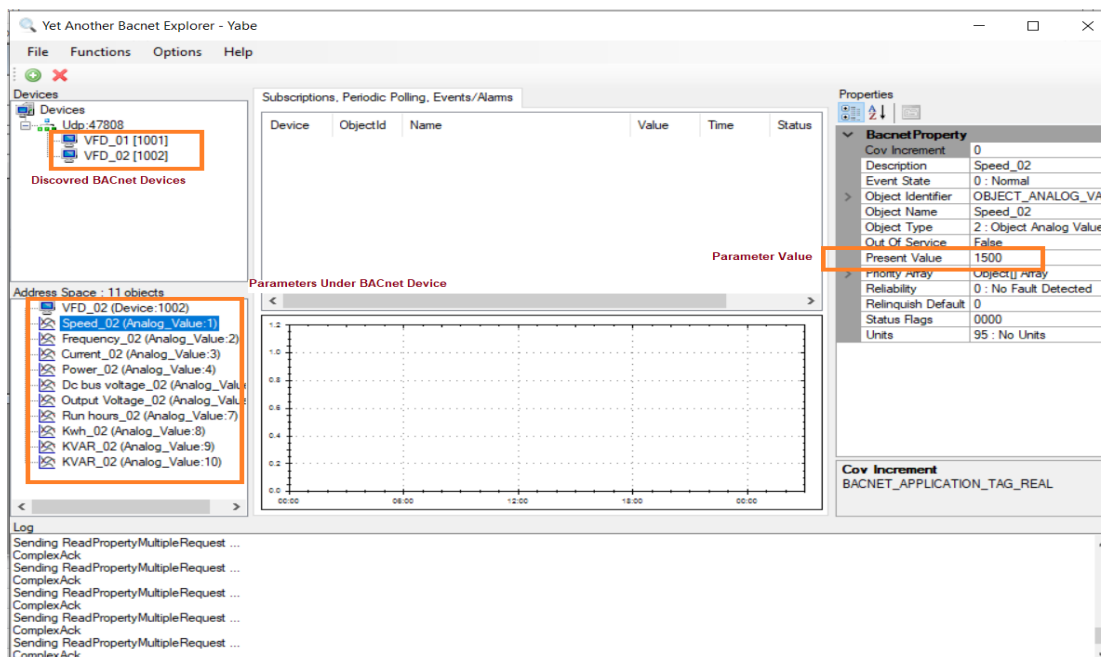 Yet Another Bacnet Explorer - Yabe
File Functions Options Help
Devices
Devices
Udp:47808
VFD_01 [1001]
VFD_02 [1002]
Discovred BACnet Devices
Address Space : 11 objects
VFD_02 (Device:1002)
Speed_02 (Analog_Value:1)
Frequency_02 (Analog_Value:2)
Current_02 (Analog_Value:3)
Power_02 (Analog_Value:4)
Dc bus voltage_02 (Analog_Value
Output Voltage_02 (Analog_Value
Run hours_02 (Analog_Value:7)
Kwh_02 (Analog_Value:8)
KVAR_02 (Analog_Value:9)
KVAR_02 (Analog_Value:10)
Subscriptions, Periodic Polling, Events/Alarms
Device ObjectId Name Value Time Status
Parameter Value
Parameters Under BACnet Device
1.2
1.0
0.8
0.6
0.4
0.2
0.0
00:00 06:00 12:00 18:00 00:00
Properties
BacnetProperty
Cov Increment 0
Description Speed_02
Event State 0 : Normal
Object Identifier OBJECT_ANALOG_VA
Object Name Speed_02
Object Type 2 : Object Analog Value
Out Of Service False
Present Value 1500
Priority Array Object[] Array
Reliability 0 : No Fault Detected
Relinquish Default 0
Status Flags 0000
Units 95 : No Units
Cov Increment
BACNET_APPLICATION_TAG_REAL
Log
Sending ReadPropertyMultipleRequest ...
ComplexAck
Sending ReadPropertyMultipleRequest ...
ComplexAck
Sending ReadPropertyMultipleRequest ...
ComplexAck
Sending ReadPropertyMultipleRequest ...
ComplexAck
Sending ReadPropertyMultipleRequest ...
ComplexAck